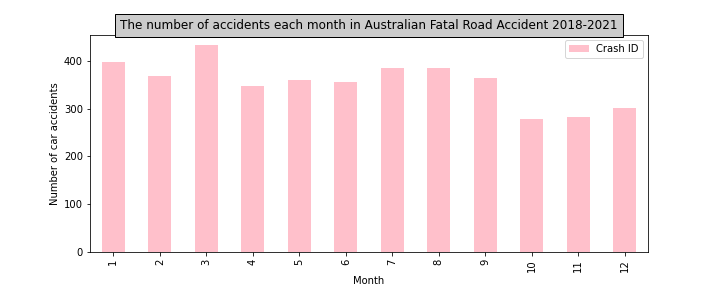 The number of accidents each month in Australian Fatal Road Accident 2018-2021
Crash ID
Number of car accidents
400
300
200
100
0
1 2 3 4 5 6 7 8 9 10 11 12
Month